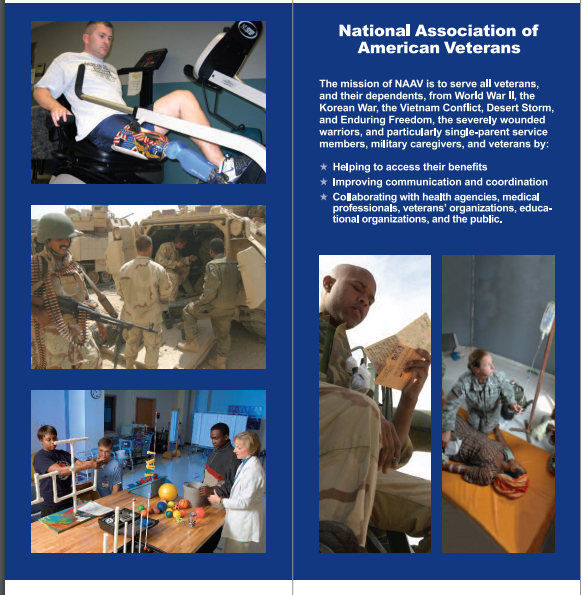 National Association of
American Veterans
The mission of NAAV is to serve all veterans,
and their dependents, from World War II, the
Korean War, the Vietnam Conflict, Desert Storm,
and Enduring Freedom, the severely wounded
warriors, and particularly single-parent service
members, military caregivers, and veterans by:
★ Helping to access their benefits
★ Improving communication and coordination
★ Collaborating with health agencies, medical
professionals, veterans' organizations, educa-
tional organizations, and the public.